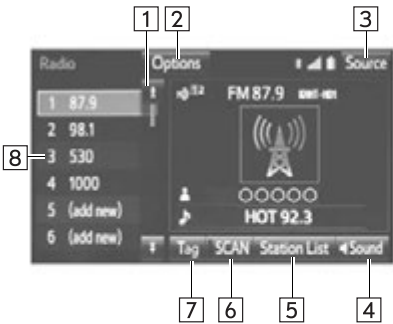 1 2 3
Radio Options Source
FM 87.9
1 87.9
2 98.1
8
3 530
4 1000
5 (add new)
HOT 92.3
6 (add new)
Tag SCAN Station List Sound
7 6 5 4